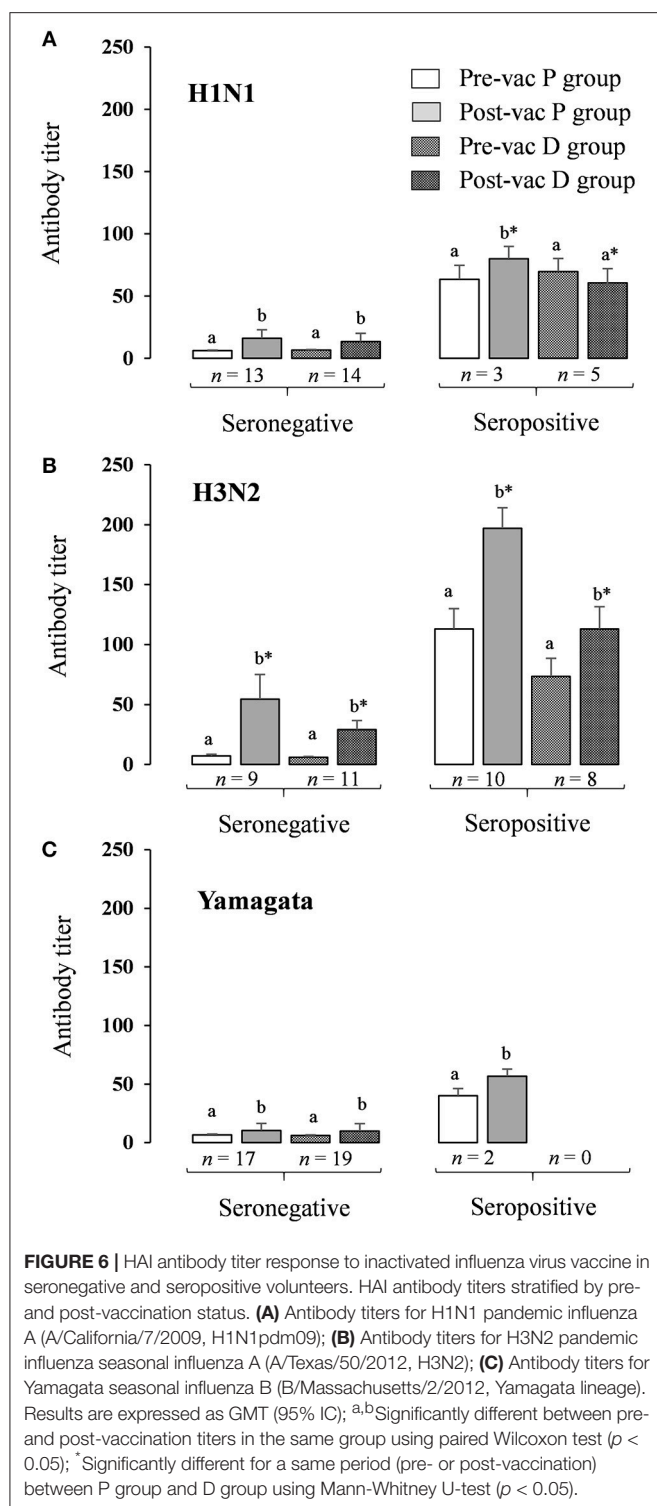 A
250
200
150
100
50
0
Antibody titer
H1N1
Pre-vac P group
Post-vac P group
Pre-vac D group
Post-vac D group
a
b
a
b
a
b*
a
a*
n = 13
n = 14
n = 3
n = 5
Seronegative
Seropositive
B
250
200
150
100
50
0
Antibody titer
H3N2
a
b*
a
b*
a
b*
a
b*
n = 9
n = 11
n = 10
n = 8
Seronegative
Seropositive
C
250
200
150
100
50
0
Antibody titer
Yamagata
a
b
a
b
a
b
n = 17
n = 19
n = 2
n = 0
Seronegative
Seropositive
FIGURE 6 | HAI antibody titer response to inactivated influenza virus vaccine in
seronegative and seropositive volunteers. HAI antibody titers stratified by pre-
and post-vaccination status. (A) Antibody titers for H1N1 pandemic influenza
A (A/California/7/2009, H1N1pdm09); (B) Antibody titers for H3N2 pandemic
influenza seasonal influenza A (A/Texas/50/2012, H3N2); (C) Antibody titers for
Yamagata seasonal influenza B (B/Massachusetts/2/2012, Yamagata lineage).
Results are expressed as GMT (95% IC); a,bSignificantly different between pre-
and post-vaccination titers in the same group using paired Wilcoxon test (p <
0.05); *Significantly different for a same period (pre- or post-vaccination)
between P group and D group using Mann-Whitney U-test (p < 0.05).